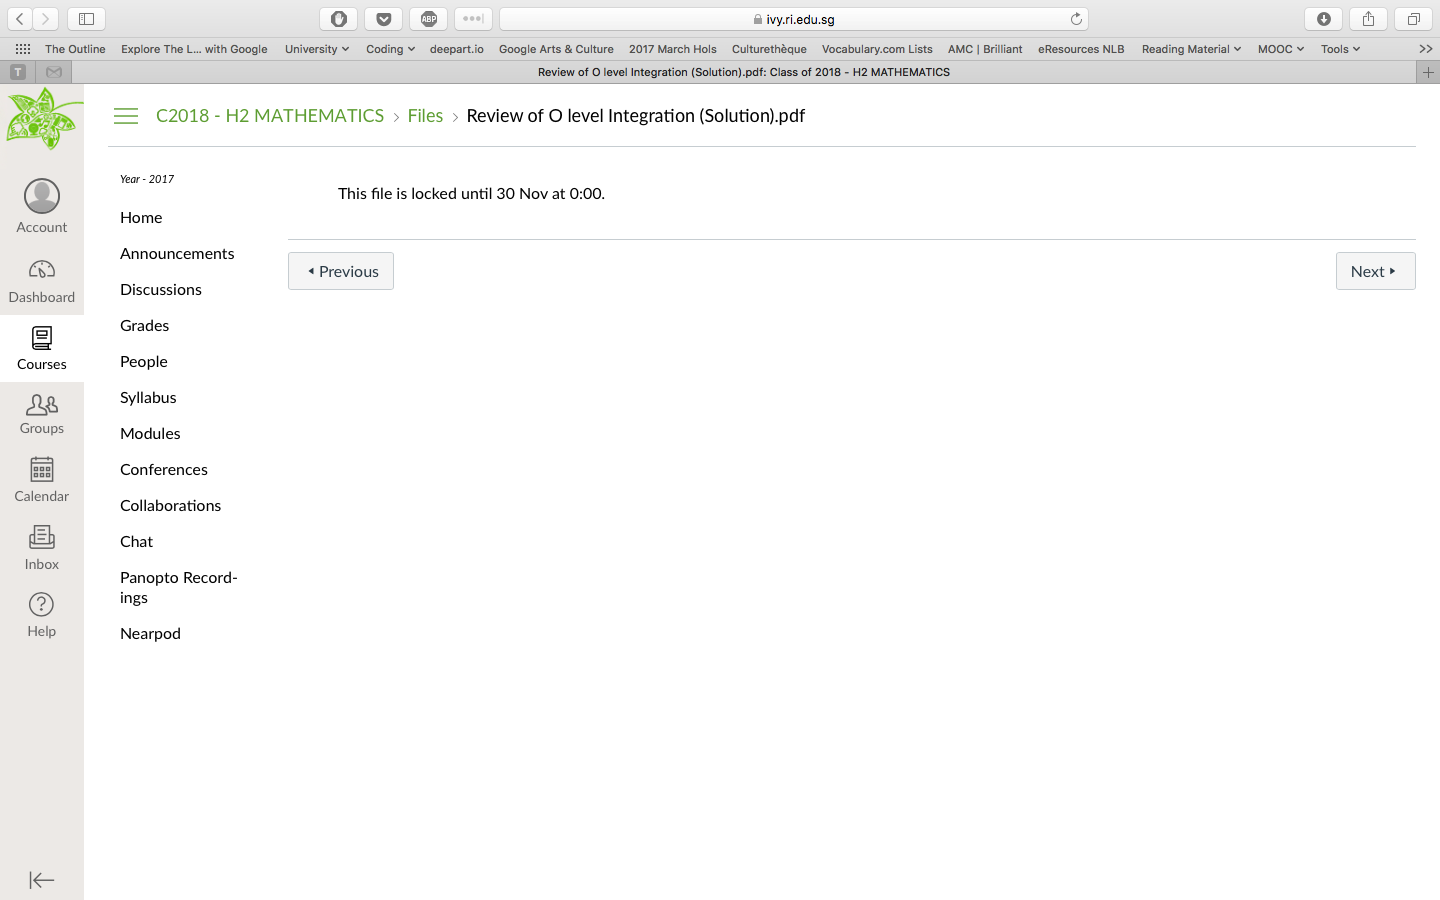 ABP
ivy.ri.edu.sg
The Outline
Explore The L... with Google
University
Coding
deepart.io
Google Arts & Culture
2017 March Hols
Culturethèque
Vocabulary.com Lists
AMC | Brilliant
eResources NLB
Reading Material
MOOC
Tools
T
Review of O level Integration (Solution).pdf: Class of 2018 - H2 MATHEMATICS
C2018 - H2 MATHEMATICS
Files
Review of O level Integration (Solution).pdf
Account
Dashboard
Courses
Groups
Calendar
Inbox
Help
Year - 2017
Home
Announcements
Discussions
Grades
People
Syllabus
Modules
Conferences
Collaborations
Chat
Panopto Record-
ings
Nearpod
This file is locked until 30 Nov at 0:00.
Previous
Next